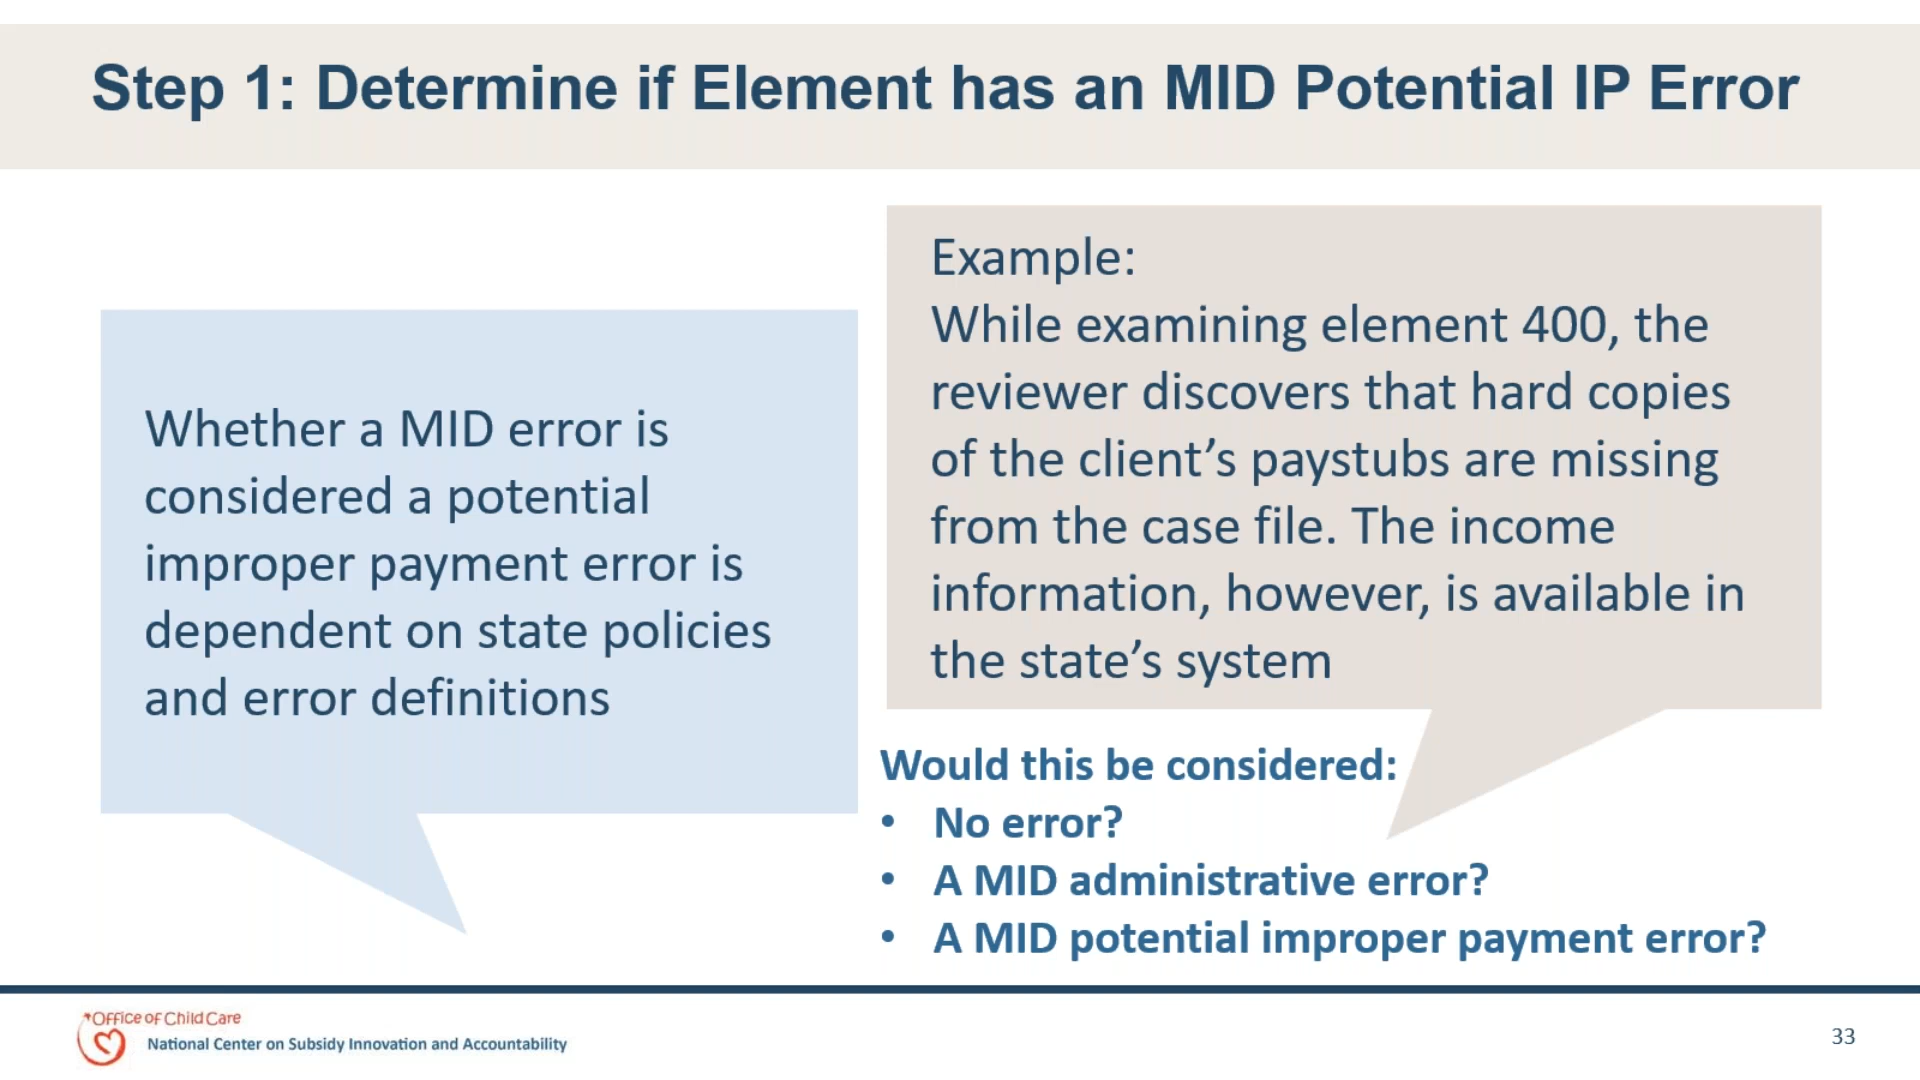 Step 1: Determine if Element has an MID Potential IP Error
Whether a MID error is
considered a potential
improper payment error is
dependent on state policies
and error definitions
Example:
While examining element 400, the
reviewer discovers that hard copies
of the client’s paystubs are missing
from the case file. The income
information, however, is available in
the state’s system
Would this be considered:
• No error?
• A MID administrative error?
• A MID potential improper payment error?
Office of Child Care
National Center on Subsidy Innovation and Accountability
33